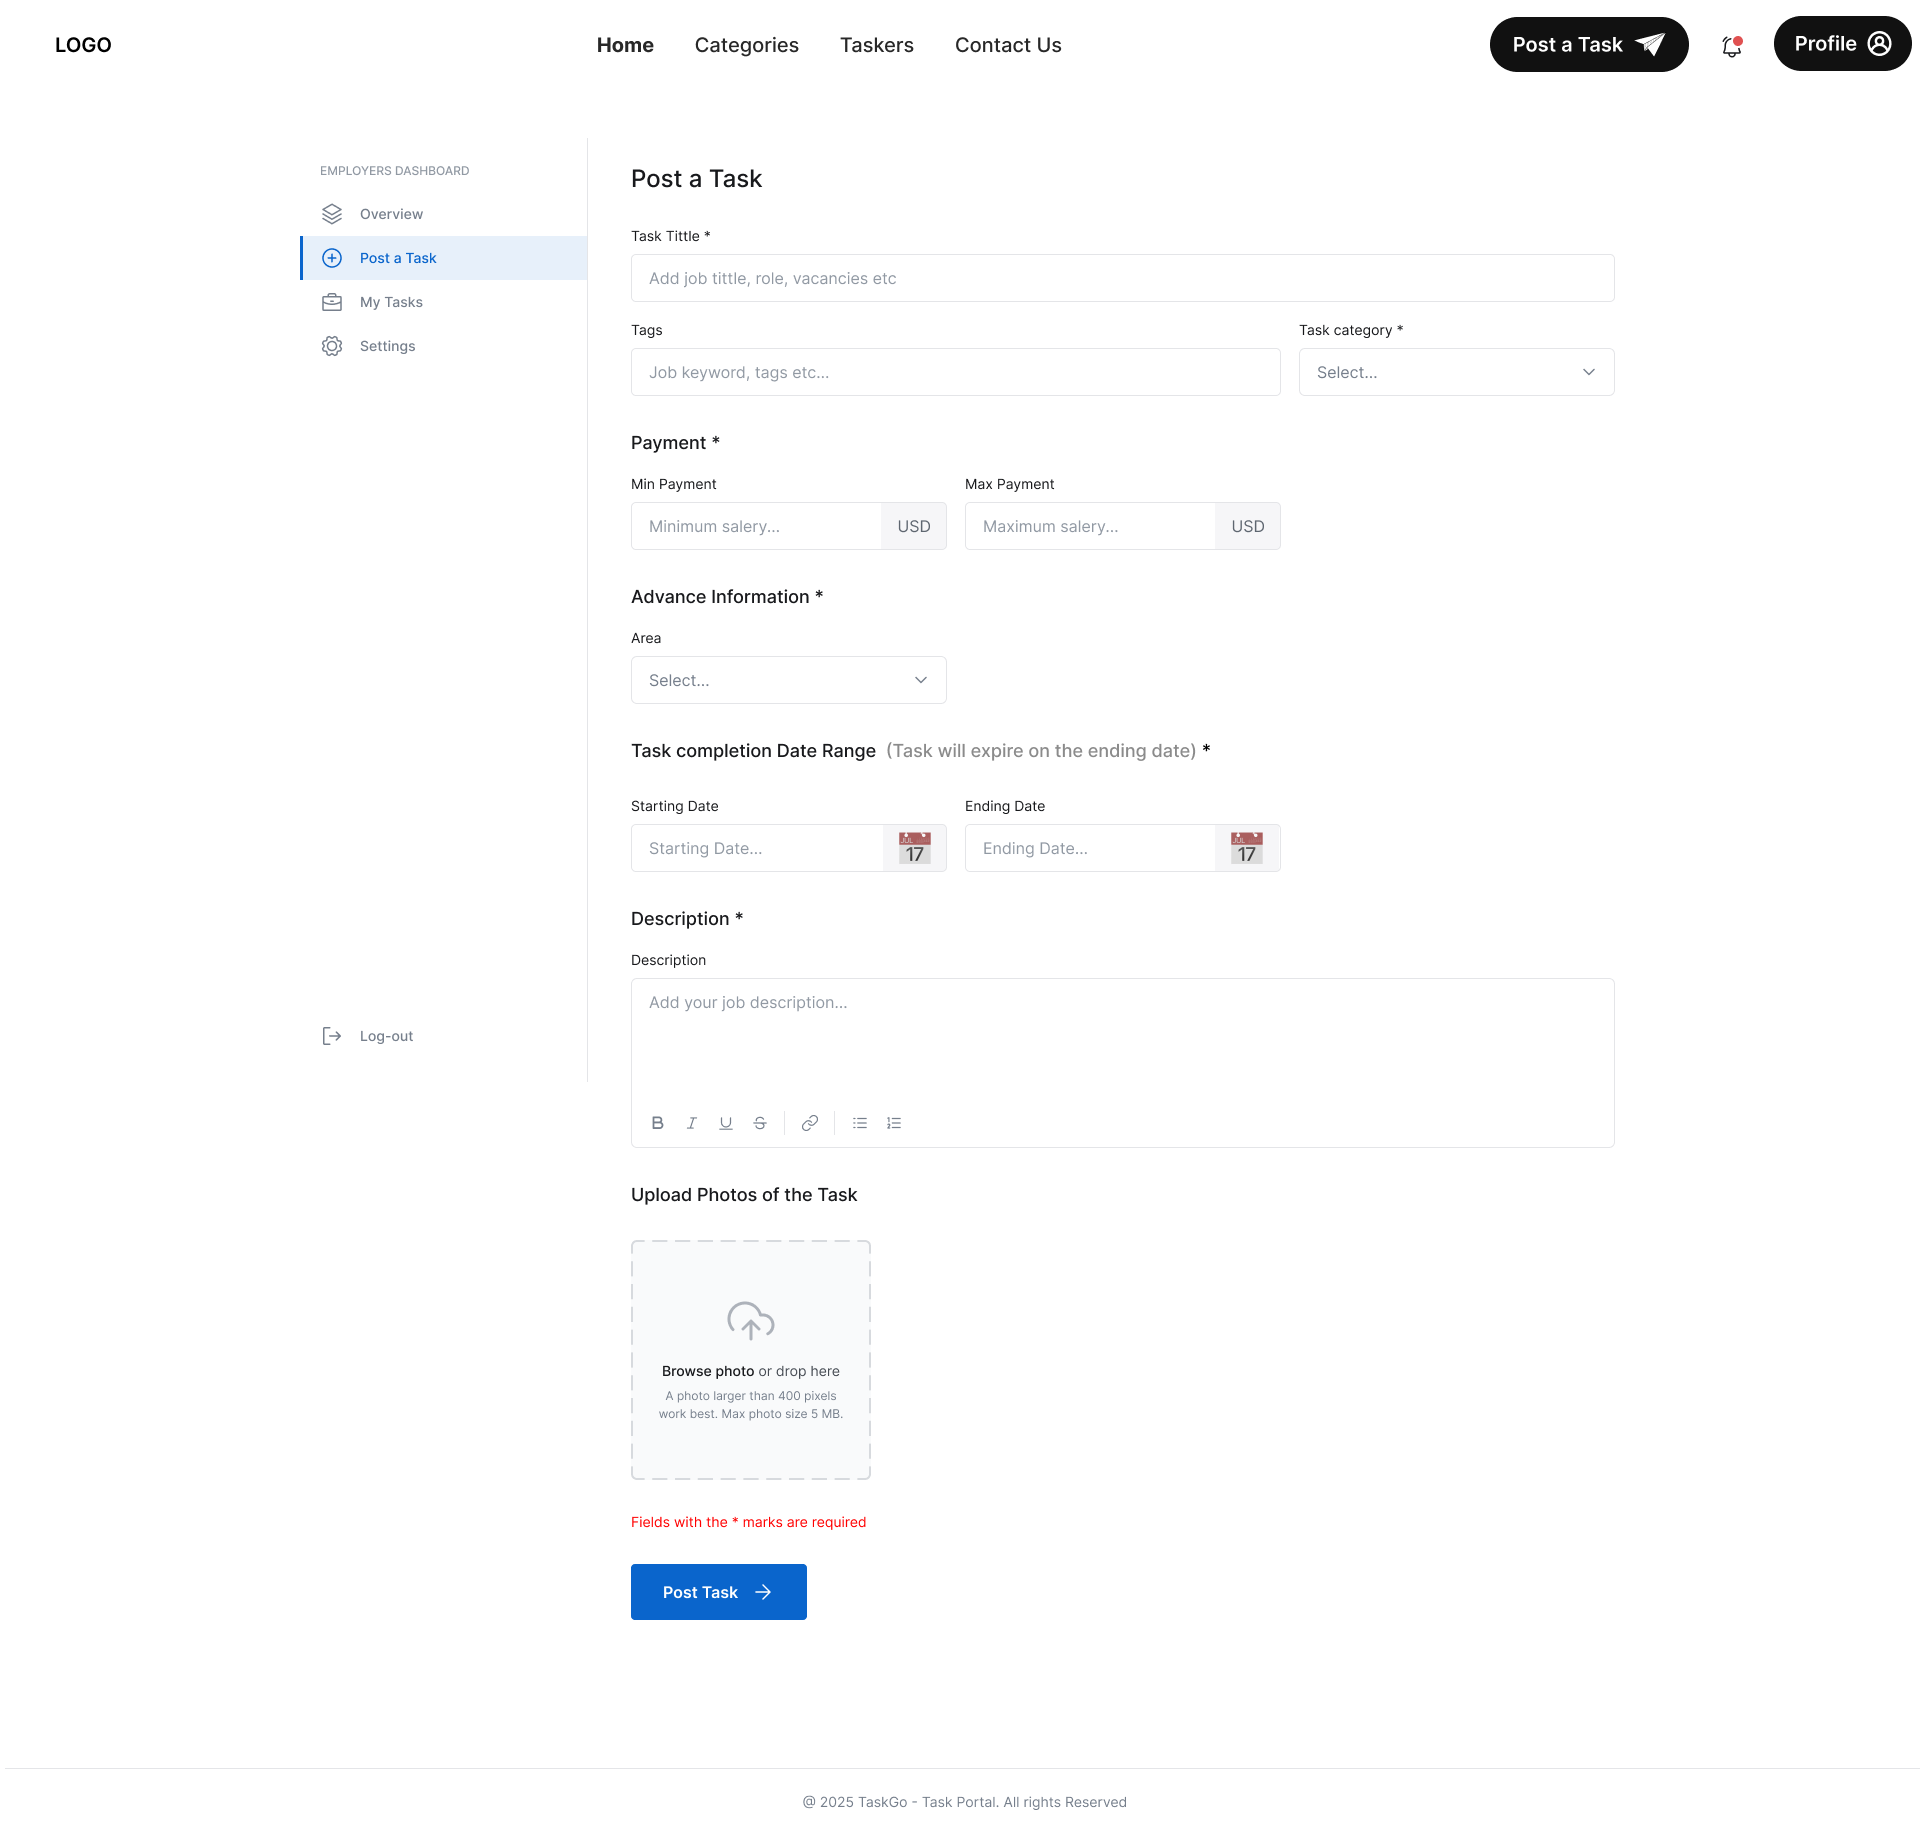 LOGO
Home Categories Taskers Contact Us
Post a Task
Profile
EMPLOYERS DASHBOARD
Overview
Post a Task
My Tasks
Settings
Log-out
Post a Task
Task Tittle *
Add job tittle, role, vacancies etc
Tags
Job keyword, tags etc...
Task category *
Select...
Payment *
Min Payment
Minimum salery...
USD
Max Payment
Maximum salery...
USD
Advance Information *
Area
Select...
Task completion Date Range (Task will expire on the ending date) *
Starting Date
Starting Date...
JUL
17
Ending Date
Ending Date...
JUL
17
Description *
Description
Add your job description...
B I U S
Upload Photos of the Task
Browse photo or drop here
A photo larger than 400 pixels
work best. Max photo size 5 MB.
Fields with the * marks are required
Post Task
@ 2025 TaskGo - Task Portal. All rights Reserved